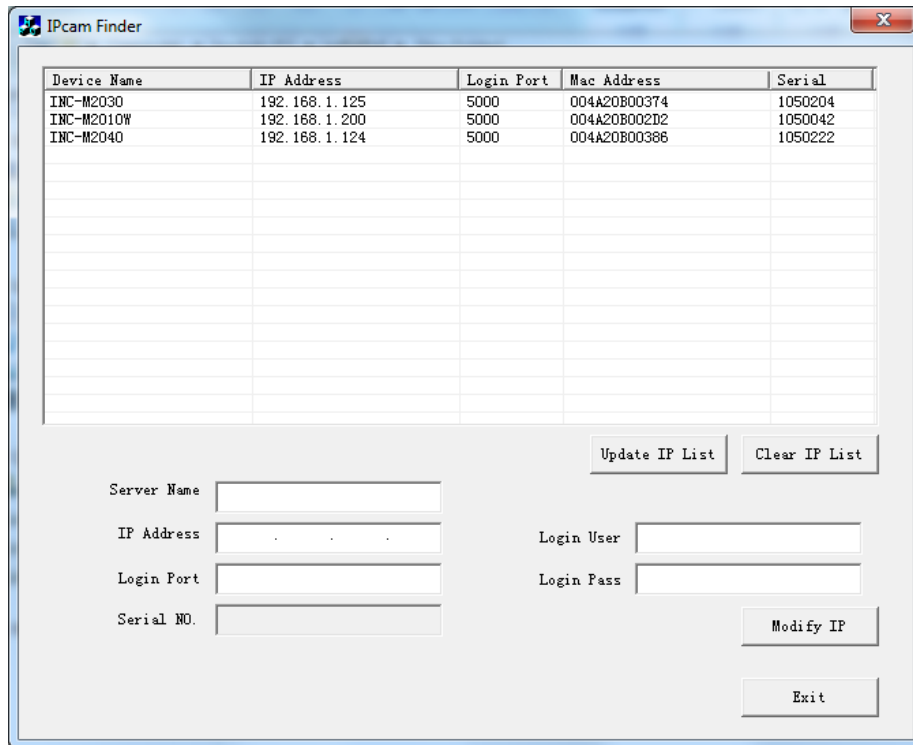 IPcam Finder
Device Name IP Address Login Port Mac Address Serial
INC-M2030 192.168.1.125 5000 004A20B00374 1050204
INC-M2010W 192.168.1.200 5000 004A20B002D2 1050042
INC-M2040 192.168.1.124 5000 004A20B00386 1050222
Update IP List Clear IP List
Server Name
IP Address . . . Login User
Login Port Login Pass
Serial NO.
Modify IP
Exit